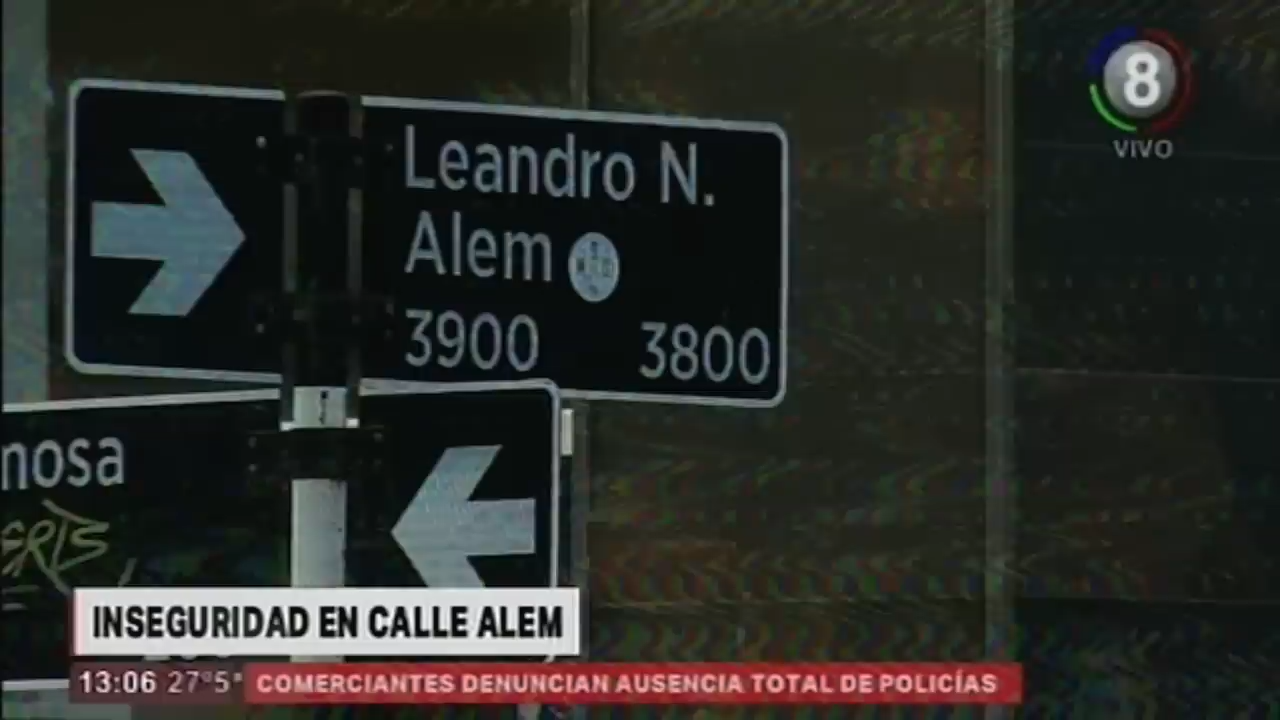 8
VIVO
Leandro N.
Alem
3900 3800
nosa
INSEGURIDAD EN CALLE ALEM
13:06 27°5° COMERCIANTES DENUNCIAN AUSENCIA TOTAL DE POLICÍAS